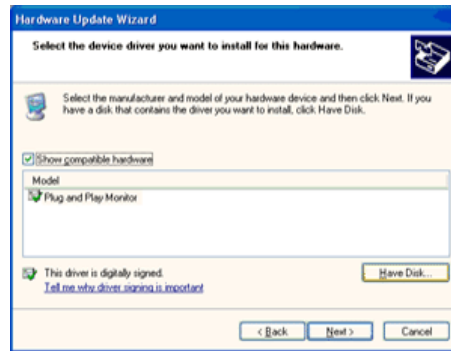 Hardware Update Wizard
Select the device driver you want to install for this hardware.
Select the manufacturer and model of your hardware device and then click Next. If you
have a disk that contains the driver you want to install, click Have Disk.
Show compatible hardware
Model
Plug and Play Monitor
This driver is digitally signed.
Tell me why driver signing is important
Have Disk...
< Back
Next >
Cancel